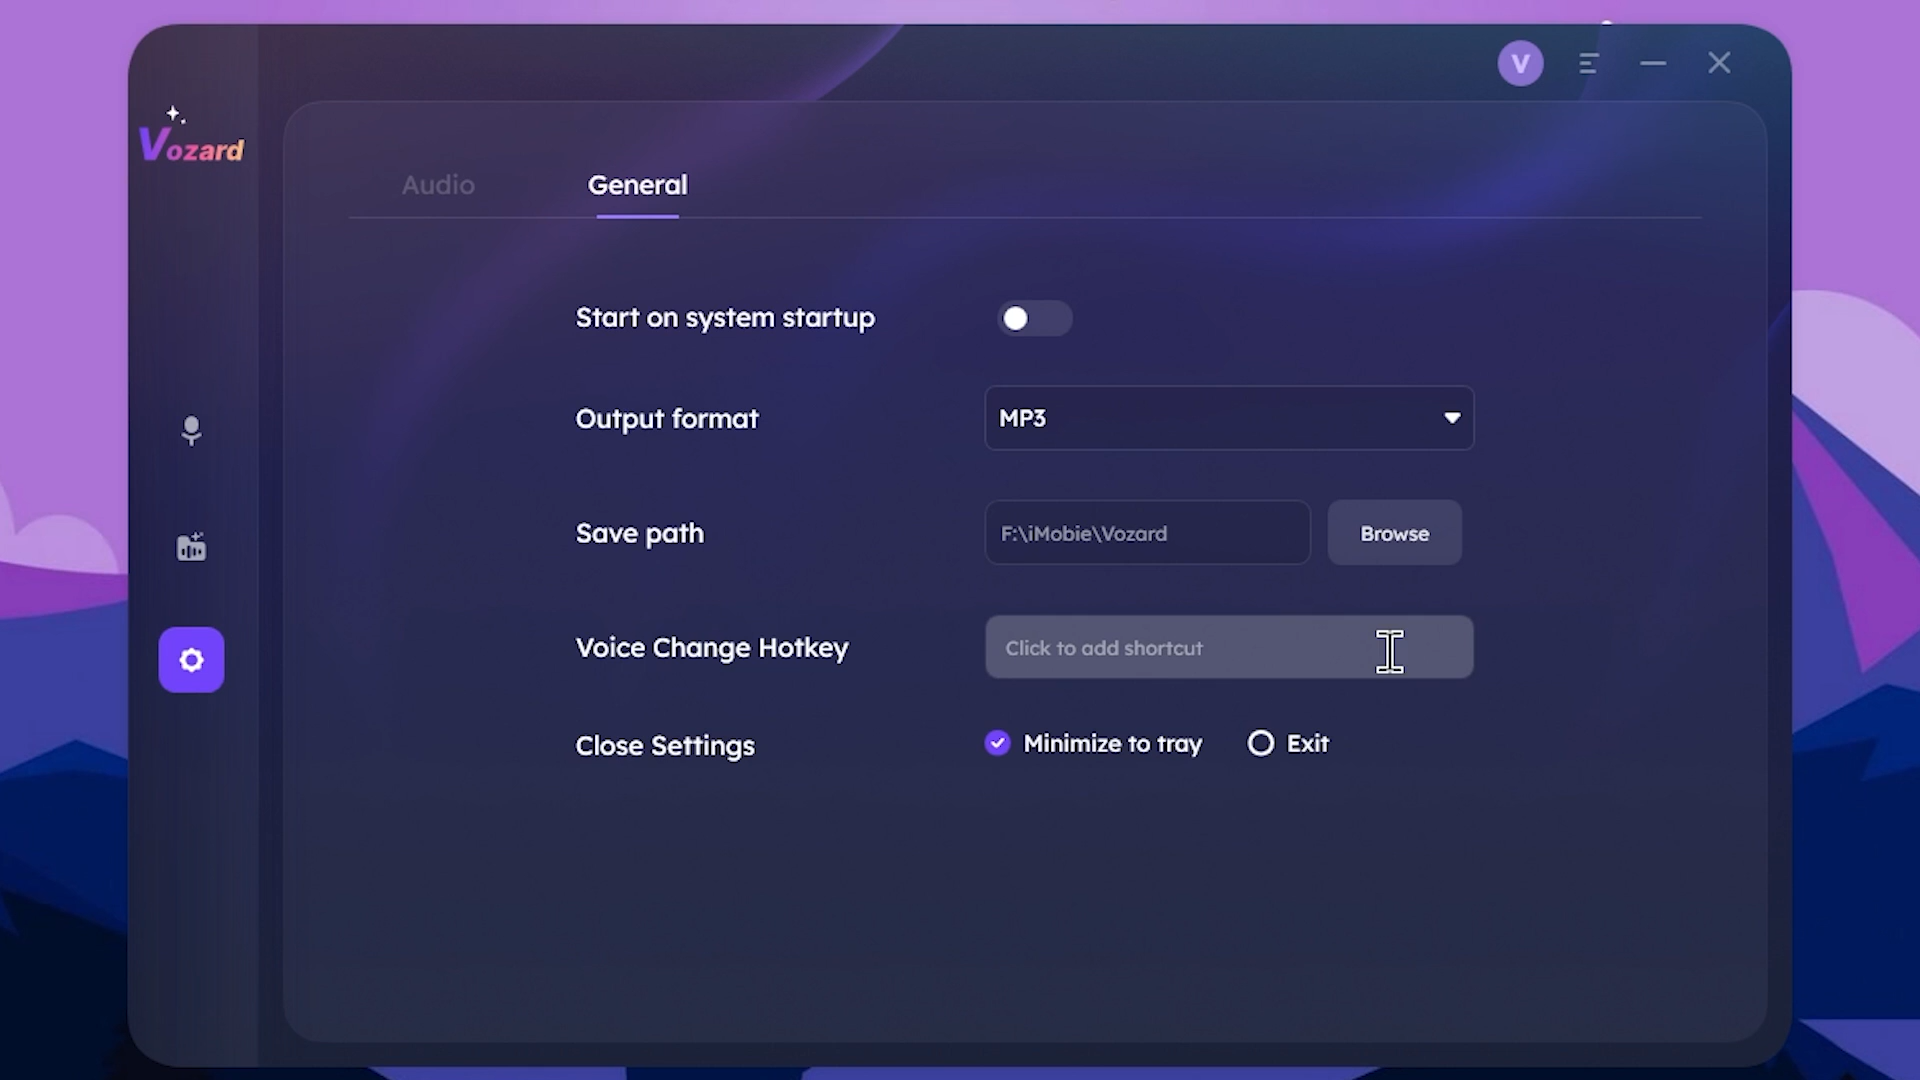 V
Vozard
Audio
General
Start on system startup
Output format
MP3
Save path
F:\iMobie\Vozard
Browse
Voice Change Hotkey
Click to add shortcut
Close Settings
Minimize to tray
Exit